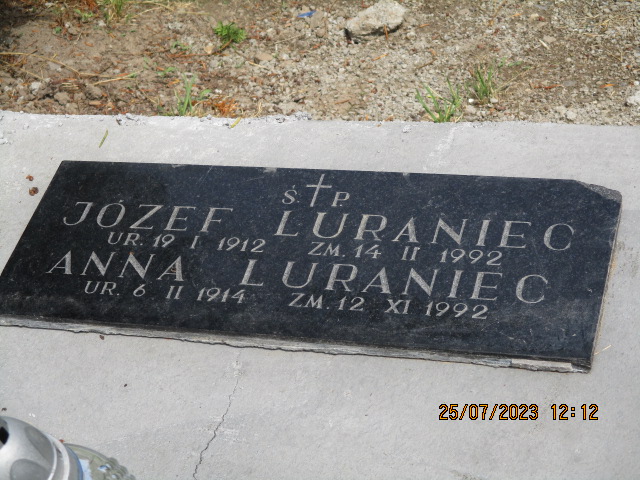 Ś. † P.
JÓZEF LURANIEC
UR. 19 I 1912 ZM. 14 II 1992
ANNA LURANIEC
UR. 6 II 1914 ZM. 12 XI 1992
25/07/2023 12:12